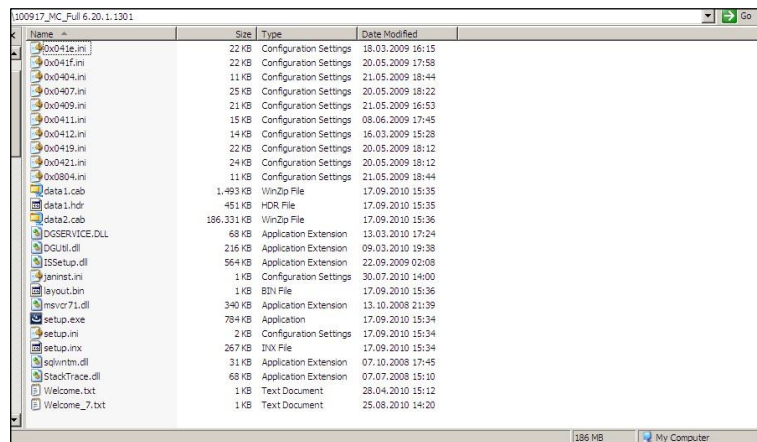 \100917_MC_Full 6.20.1.1301 Go
Name Size Type Date Modified
0x041e.ini 22 KB Configuration Settings 18.03.2009 16:15
0x041f.ini 22 KB Configuration Settings 20.05.2009 17:58
0x0404.ini 11 KB Configuration Settings 21.05.2009 18:44
0x0407.ini 25 KB Configuration Settings 20.05.2009 18:22
0x0409.ini 21 KB Configuration Settings 21.05.2009 16:53
0x0411.ini 15 KB Configuration Settings 08.06.2009 17:45
0x0412.ini 14 KB Configuration Settings 16.03.2009 15:28
0x0419.ini 22 KB Configuration Settings 20.05.2009 18:12
0x0421.ini 24 KB Configuration Settings 20.05.2009 18:12
0x0804.ini 11 KB Configuration Settings 21.05.2009 18:44
data1.cab 1.493 KB WinZip File 17.09.2010 15:35
data1.hdr 451 KB HDR File 17.09.2010 15:35
data2.cab 186.331 KB WinZip File 17.09.2010 15:36
DGSERVICE.DLL 68 KB Application Extension 13.03.2010 17:24
DGUtil.dll 216 KB Application Extension 09.03.2010 19:38
ISSetup.dll 564 KB Application Extension 22.09.2009 02:08
janinst.ini 1 KB Configuration Settings 30.07.2010 14:00
layout.bin 1 KB BIN File 17.09.2010 15:36
msvcr71.dll 340 KB Application Extension 13.10.2008 21:39
setup.exe 784 KB Application 17.09.2010 15:34
setup.ini 2 KB Configuration Settings 17.09.2010 15:34
setup.inx 267 KB INX File 17.09.2010 15:34
sqlwntm.dll 31 KB Application Extension 07.10.2008 17:45
StackTrace.dll 68 KB Application Extension 07.07.2008 15:10
Welcome.txt 1 KB Text Document 28.04.2010 15:12
Welcome_7.txt 1 KB Text Document 25.08.2010 14:20
186 MB My Computer